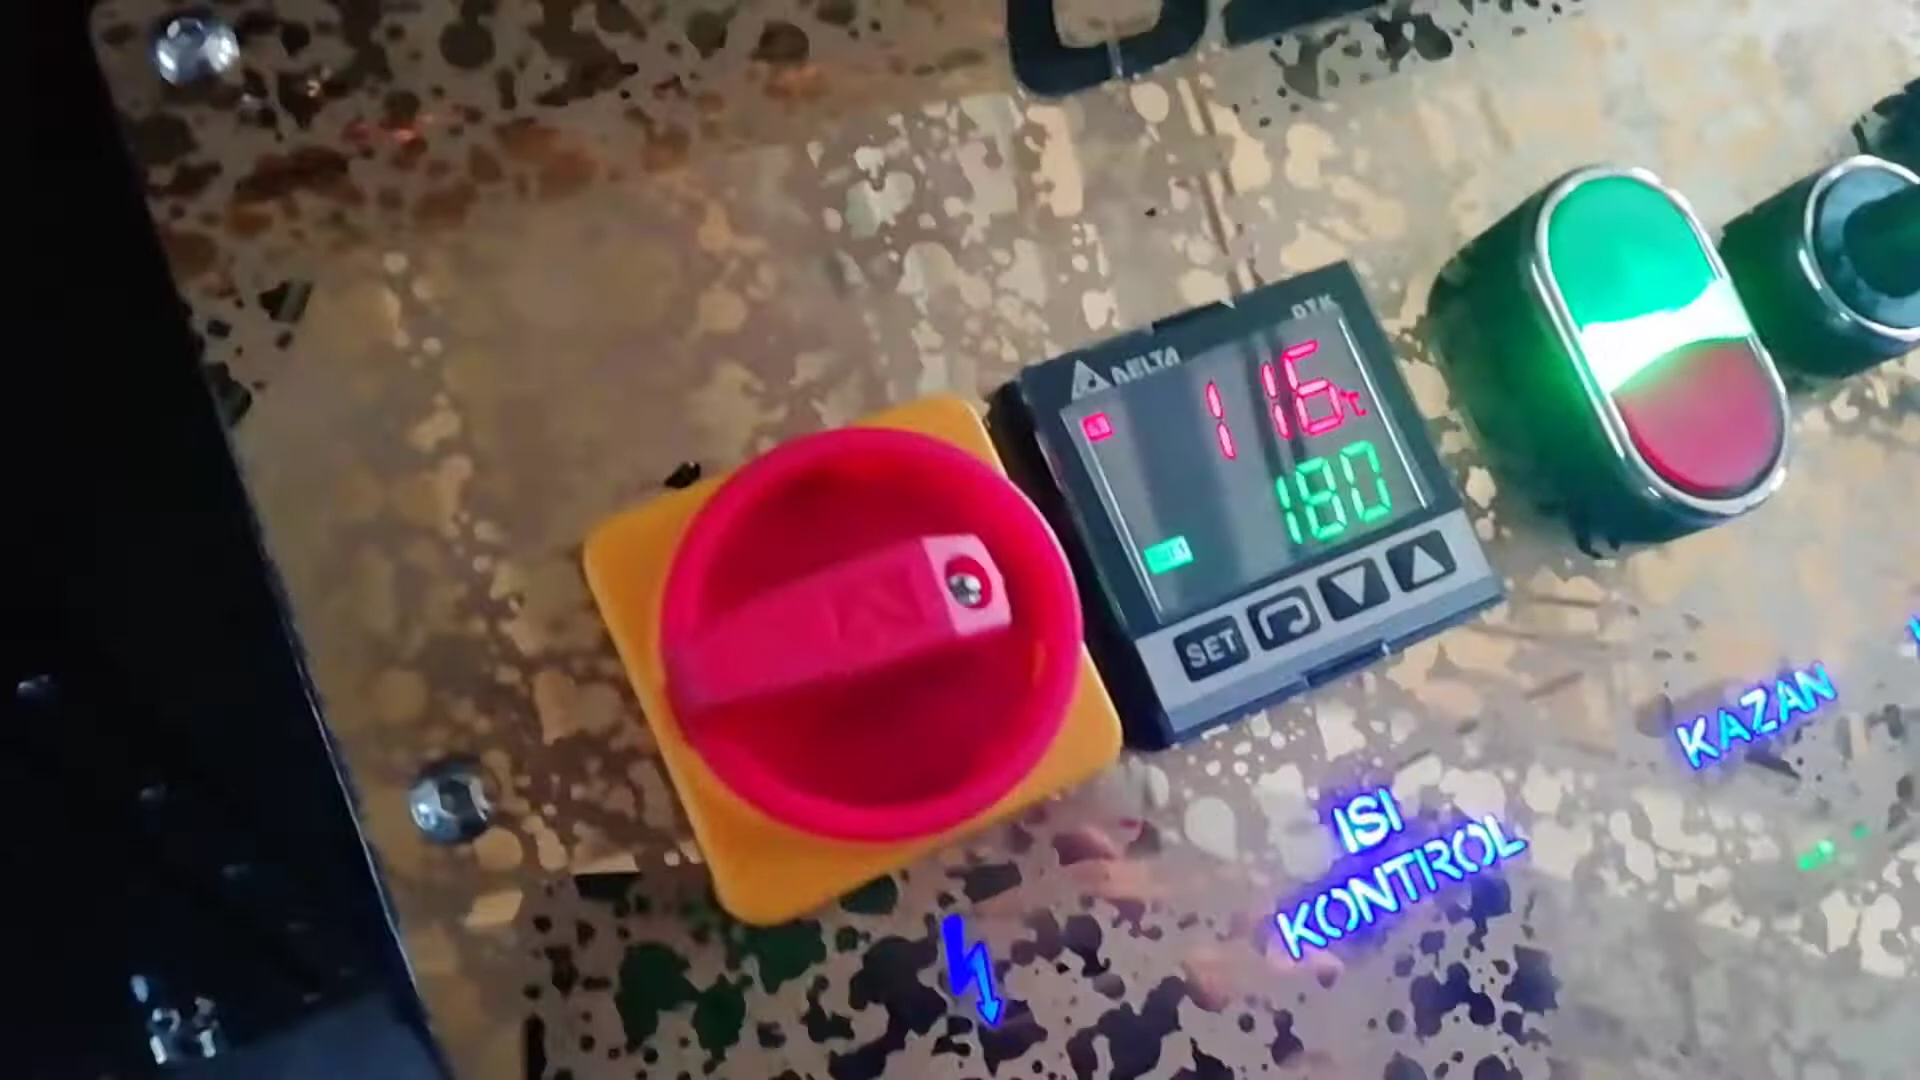 DTK
DELTA
116°C
180
SET
KAZAN
ISI
KONTROL